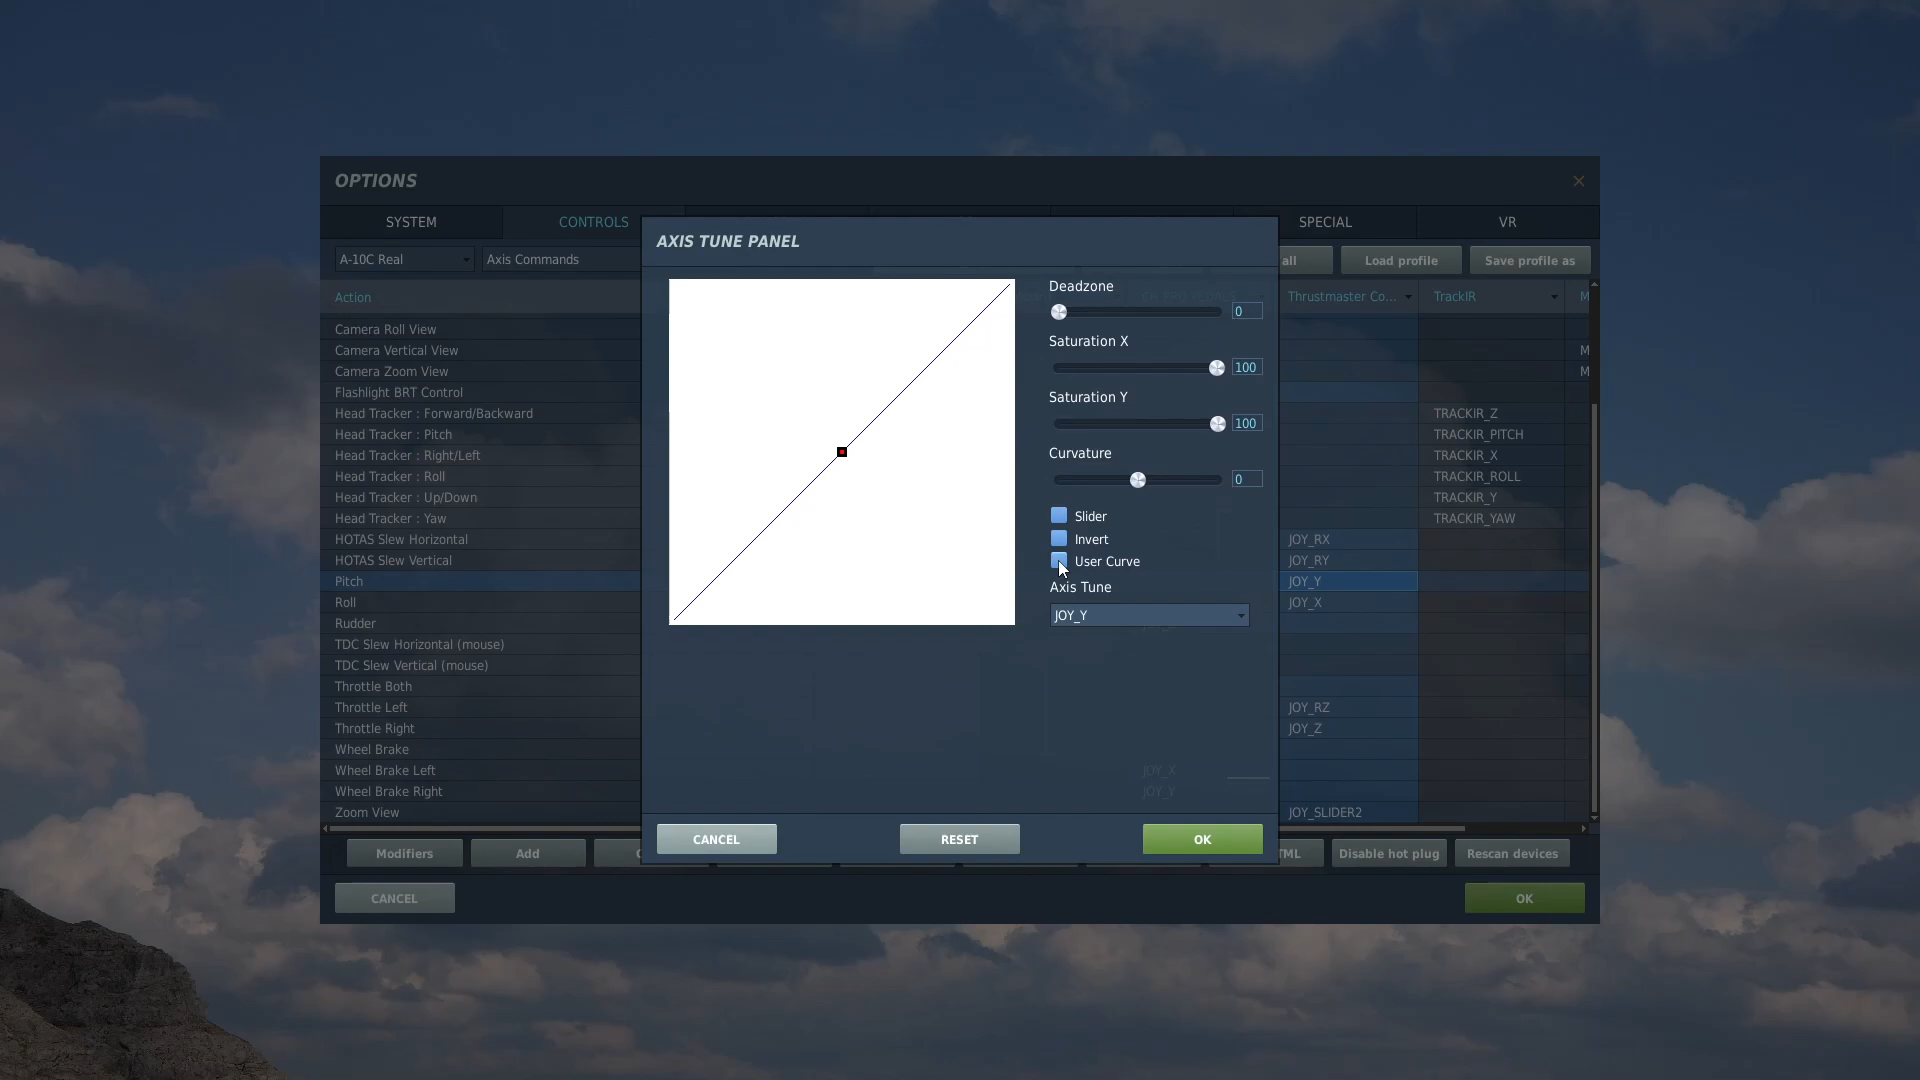 OPTIONS
×
SYSTEM
CONTROLS
SPECIAL
VR
A-10C Real
Axis Commands
all
Load profile
Save profile as
Action
Thrustmaster Co...
TrackIR
M
Camera Roll View
Camera Vertical View
M
Camera Zoom View
M
Flashlight BRT Control
Head Tracker : Forward/Backward
TRACKIR_Z
Head Tracker : Pitch
TRACKIR_PITCH
Head Tracker : Right/Left
TRACKIR_X
Head Tracker : Roll
TRACKIR_ROLL
Head Tracker : Up/Down
TRACKIR_Y
Head Tracker : Yaw
TRACKIR_YAW
HOTAS Slew Horizontal
JOY_RX
HOTAS Slew Vertical
JOY_RY
Pitch
JOY_Y
Roll
JOY_X
Rudder
TDC Slew Horizontal (mouse)
TDC Slew Vertical (mouse)
Throttle Both
Throttle Left
JOY_RZ
Throttle Right
JOY_Z
Wheel Brake
Wheel Brake Left
JOY_X
Wheel Brake Right
JOY_Y
Zoom View
JOY_SLIDER2
AXIS TUNE PANEL
Deadzone
0
Saturation X
100
Saturation Y
100
Curvature
0
Slider
Invert
User Curve
Axis Tune
JOY_Y
CANCEL
RESET
OK
Modifiers
Add
C
TML
Disable hot plug
Rescan devices
CANCEL
OK